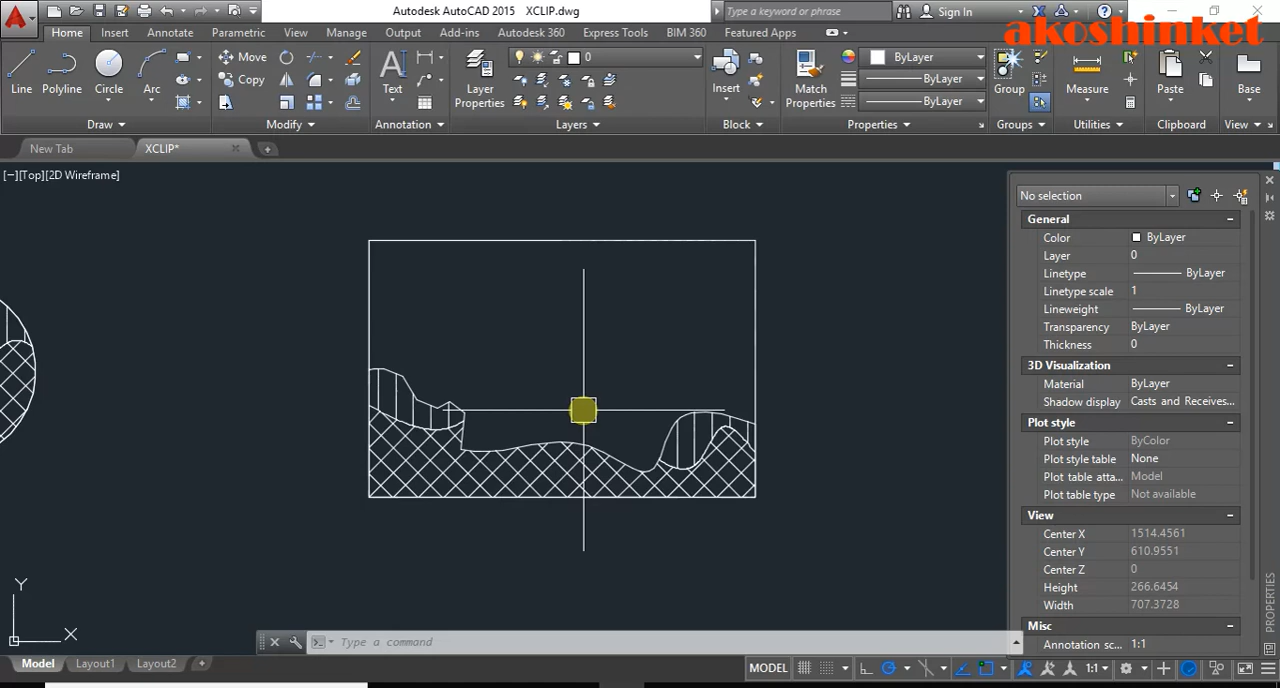 Autodesk AutoCAD 2015 XCLIP.dwg
Type a keyword or phrase
Sign In
akoshinket
Home Insert Annotate Parametric View Manage Output Add-ins Autodesk 360 Express Tools BIM 360 Featured Apps
Line Polyline Circle Arc
Move
Copy
Text
Layer Properties
0
Insert
Match Properties
ByLayer
ByLayer
ByLayer
Group
Measure
Paste
Base
Draw Modify Annotation Layers Block Properties Groups Utilities Clipboard View
New Tab XCLIP*
[−][Top][2D Wireframe]
No selection
General
Color ByLayer
Layer 0
Linetype ByLayer
Linetype scale 1
Lineweight ByLayer
Transparency ByLayer
Thickness 0
3D Visualization
Material ByLayer
Shadow display Casts and Receives...
Plot style
Plot style ByColor
Plot style table None
Plot table atta... Model
Plot table type Not available
View
Center X 1514.4561
Center Y 610.9551
Center Z 0
Height 266.6454
Width 707.3728
Misc
Annotation sc... 1:1
PROPERTIES
Y
X
Type a command
Model Layout1 Layout2
MODEL
1:1